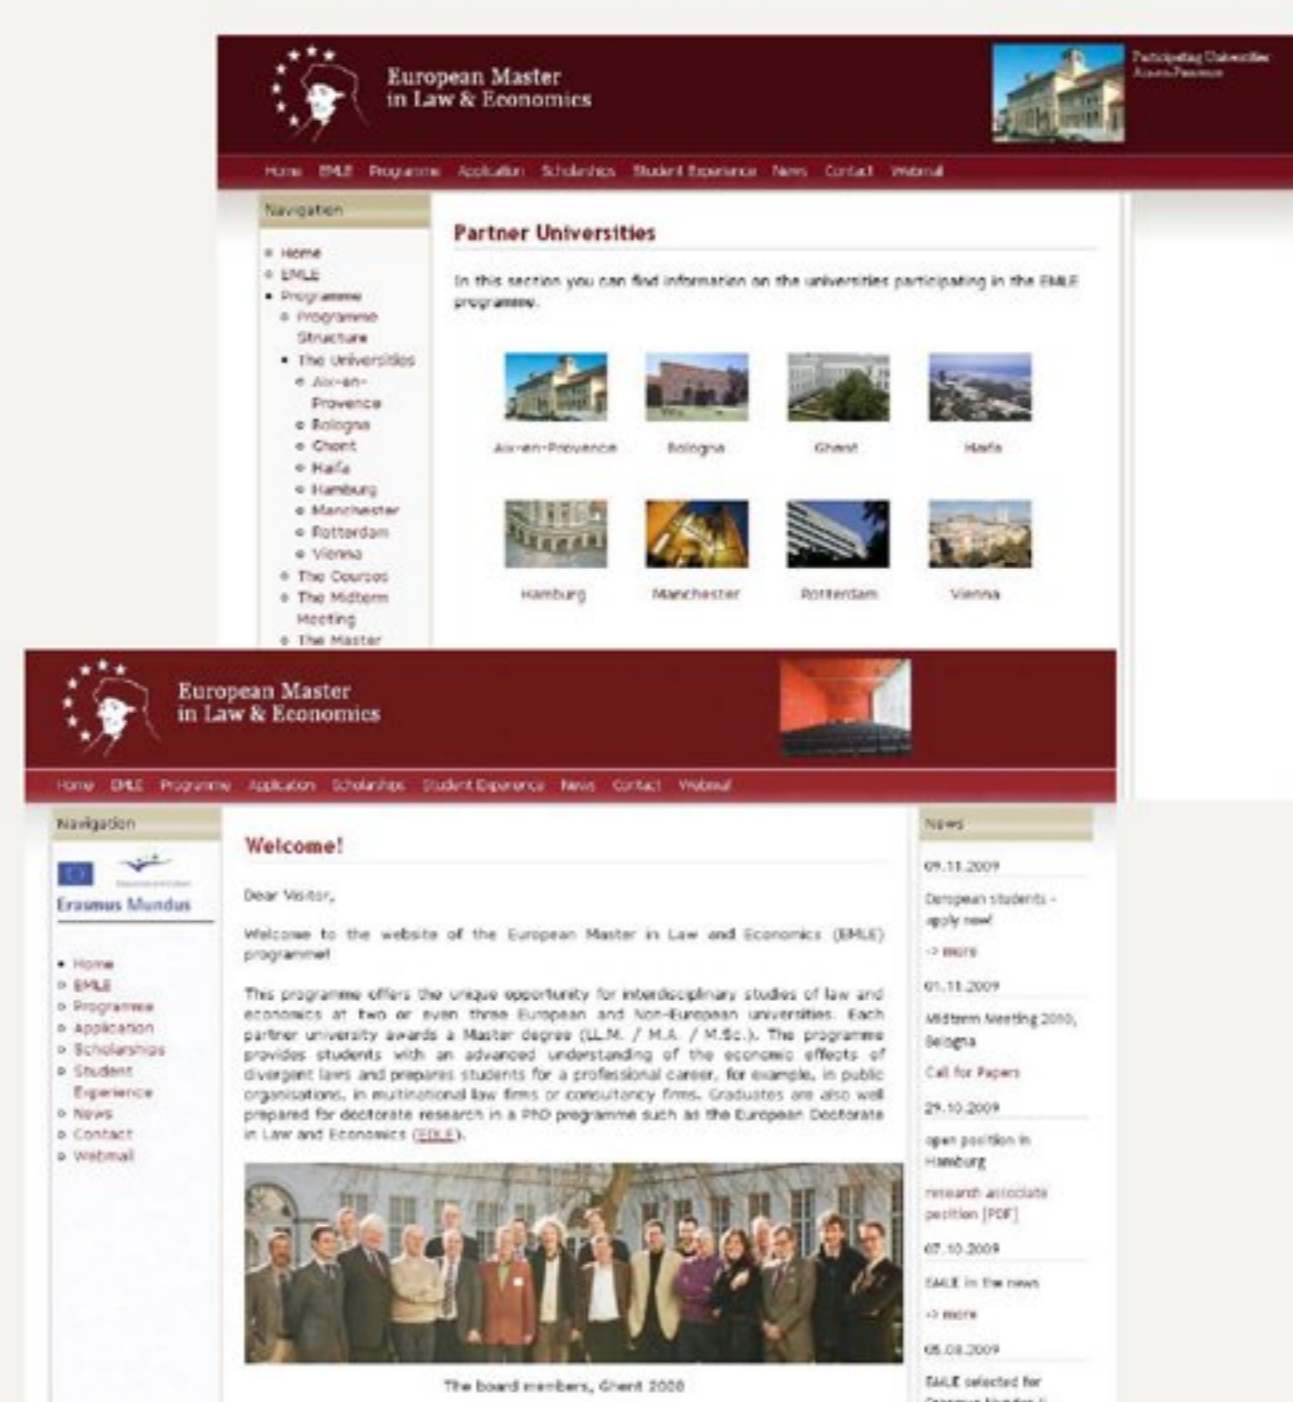 European Master
in Law & Economics
Participating Universities
Aix-en-Provence
Home EMLE Programme Application Scholarships Student Experience News Contact Webmail
Navigation
Home
EMLE
Programme
Programme
Structure
The Universities
Aix-en-
Provence
Bologna
Ghent
Haifa
Hamburg
Manchester
Rotterdam
Vienna
The Courses
The Midterm
Meeting
The Master
Partner Universities
In this section you can find information on the universities participating in the EMLE
programme.
Aix-en-Provence Bologna Ghent Haifa
Hamburg Manchester Rotterdam Vienna
European Master
in Law & Economics
Home EMLE Programme Application Scholarships Student Experience News Contact Webmail
Navigation
Erasmus Mundus
Home
EMLE
Programme
Application
Scholarships
Student
Experience
News
Contact
Webmail
Welcome!
Dear Visitor,
Welcome to the website of the European Master in Law and Economics (EMLE)
programme!
This programme offers the unique opportunity for interdisciplinary studies of law and
economics at two or even three European and Non-European universities. Each
partner university awards a Master degree (LL.M. / M.A. / M.Sc.). The programme
provides students with an advanced understanding of the economic effects of
divergent laws and prepares students for a professional career, for example, in public
organisations, in multinational law firms or consultancy firms. Graduates are also well
prepared for doctorate research in a PhD programme such as the European Doctorate
in Law and Economics (EDLE).
The board members, Ghent 2008
News
09.11.2009
European students -
apply now!
-> more
01.11.2009
Midterm Meeting 2010,
Bologna
Call for Papers
29.10.2009
open position in
Hamburg
research associate
position [PDF]
07.10.2009
EMLE in the news
-> more
05.08.2009
EMLE selected for